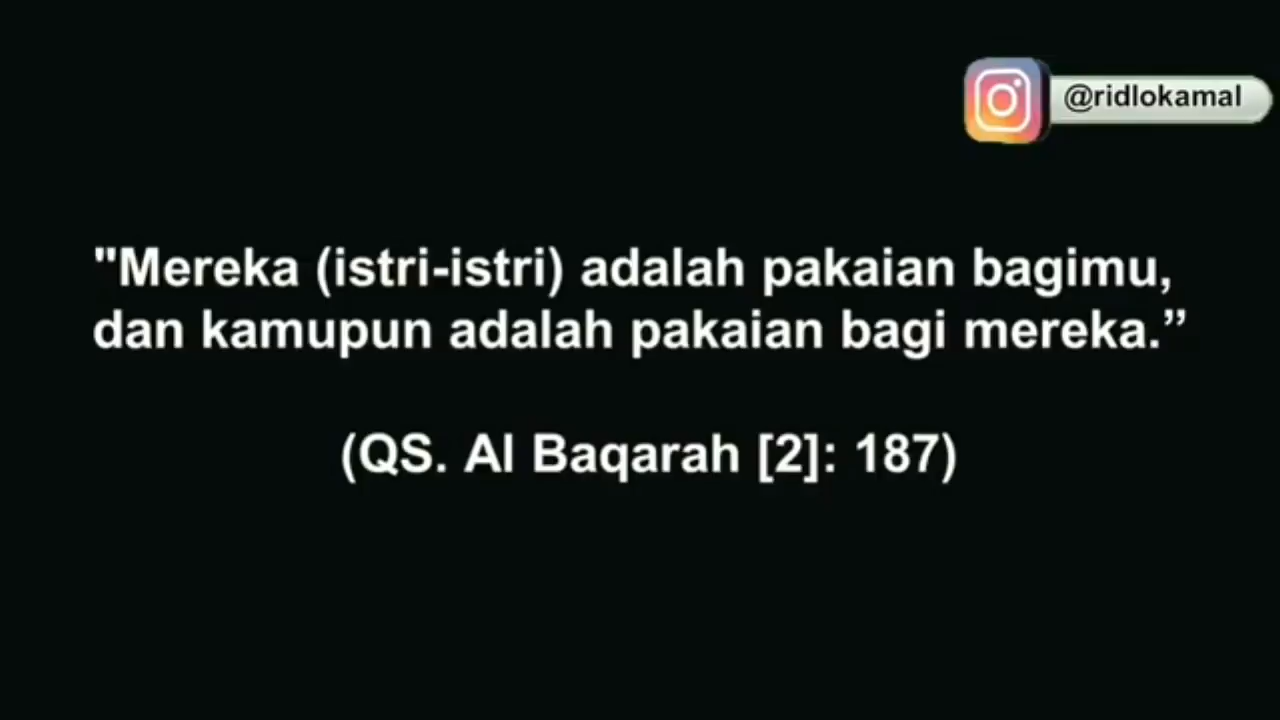 @ridlokamal
"Mereka (istri-istri) adalah pakaian bagimu,
dan kamupun adalah pakaian bagi mereka.”
(QS. Al Baqarah [2]: 187)